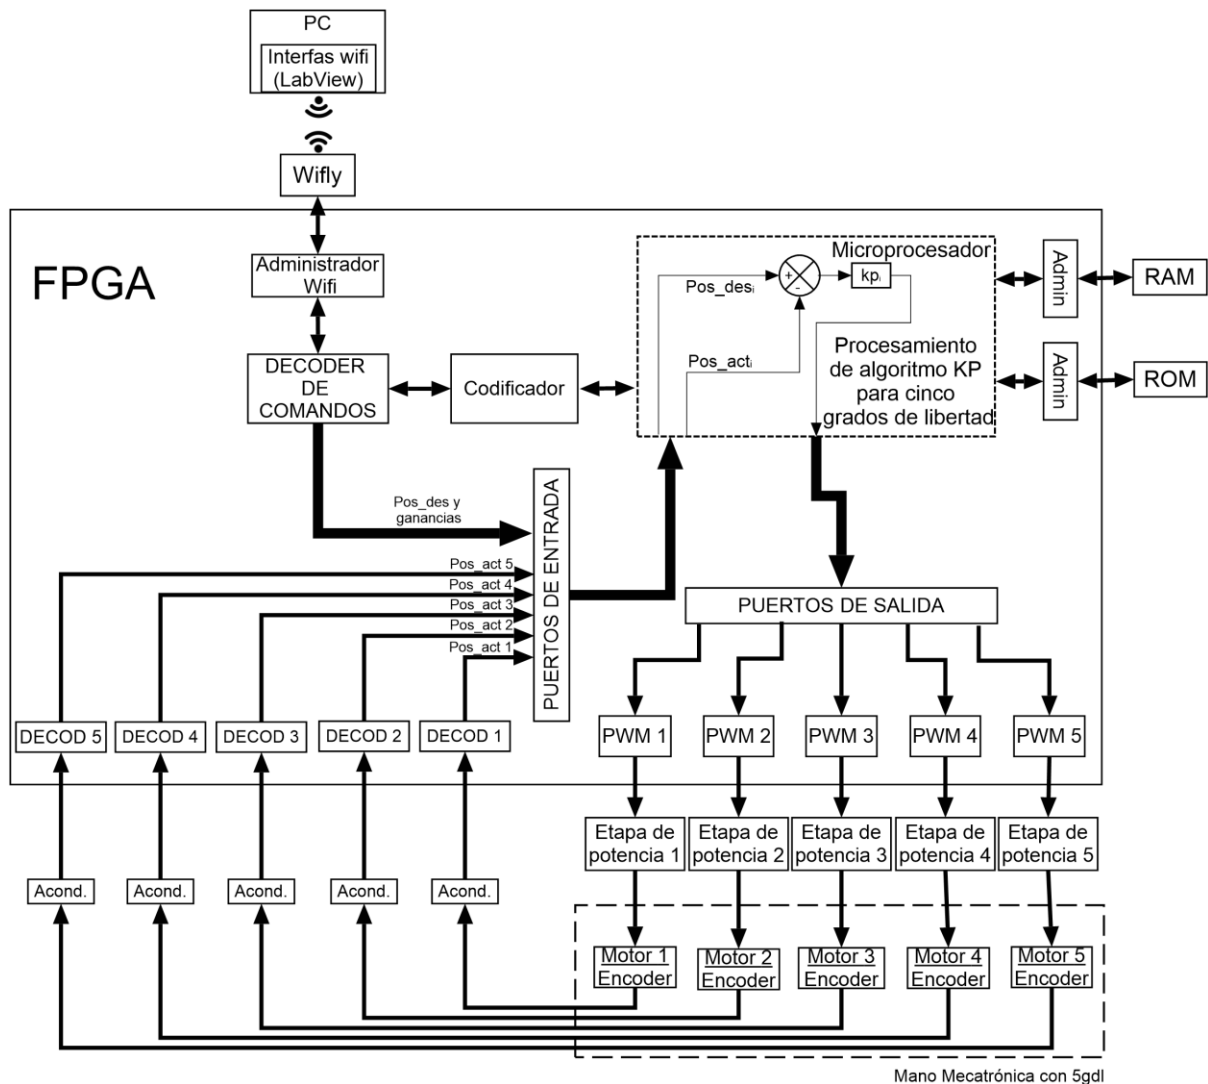 PC
Interfas wifi
(LabView)
Wifly
FPGA
Administrador
Wifi
DECODER
DE
COMANDOS
Codificador
Microprocesador
+
-
kpᵢ
Pos_desᵢ
Pos_actᵢ
Procesamiento
de algoritmo KP
para cinco
grados de libertad
Admin
RAM
Admin
ROM
Pos_des y
ganancias
Pos_act 5
Pos_act 4
Pos_act 3
Pos_act 2
Pos_act 1
PUERTOS DE ENTRADA
PUERTOS DE SALIDA
DECOD 5
DECOD 4
DECOD 3
DECOD 2
DECOD 1
PWM 1
PWM 2
PWM 3
PWM 4
PWM 5
Etapa de
potencia 1
Etapa de
potencia 2
Etapa de
potencia 3
Etapa de
potencia 4
Etapa de
potencia 5
Acond.
Acond.
Acond.
Acond.
Acond.
Motor 1
Encoder
Motor 2
Encoder
Motor 3
Encoder
Motor 4
Encoder
Motor 5
Encoder
Mano Mecatrónica con 5gdl